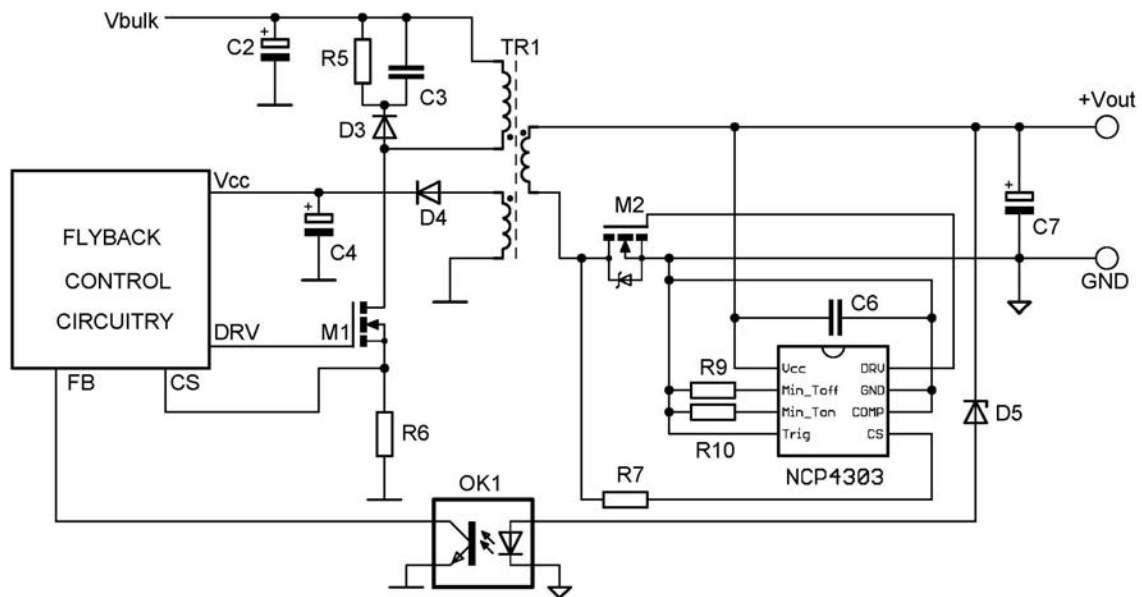 Vbulk
C2
+
R5
C3
TR1
D3
+Vout
Vcc
+
C4
D4
M2
+
C7
FLYBACK
CONTROL
CIRCUITRY
GND
DRV
M1
C6
FB
CS
R9
Vcc
DRV
Min_Toff
GND
Min_Ton
COMP
Trig
CS
D5
R6
R10
NCP4303
R7
OK1